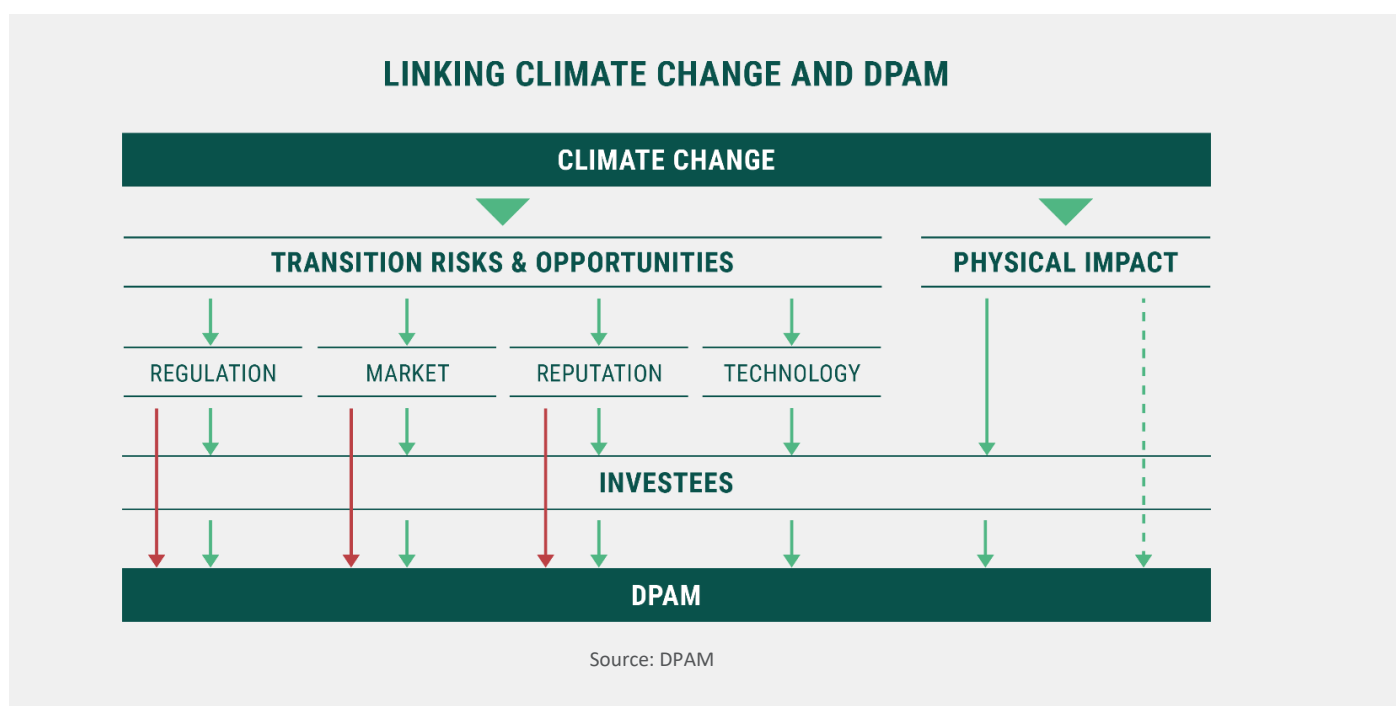 LINKING CLIMATE CHANGE AND DPAM
CLIMATE CHANGE
TRANSITION RISKS & OPPORTUNITIES
PHYSICAL IMPACT
REGULATION
MARKET
REPUTATION
TECHNOLOGY
INVESTEES
DPAM
Source: DPAM